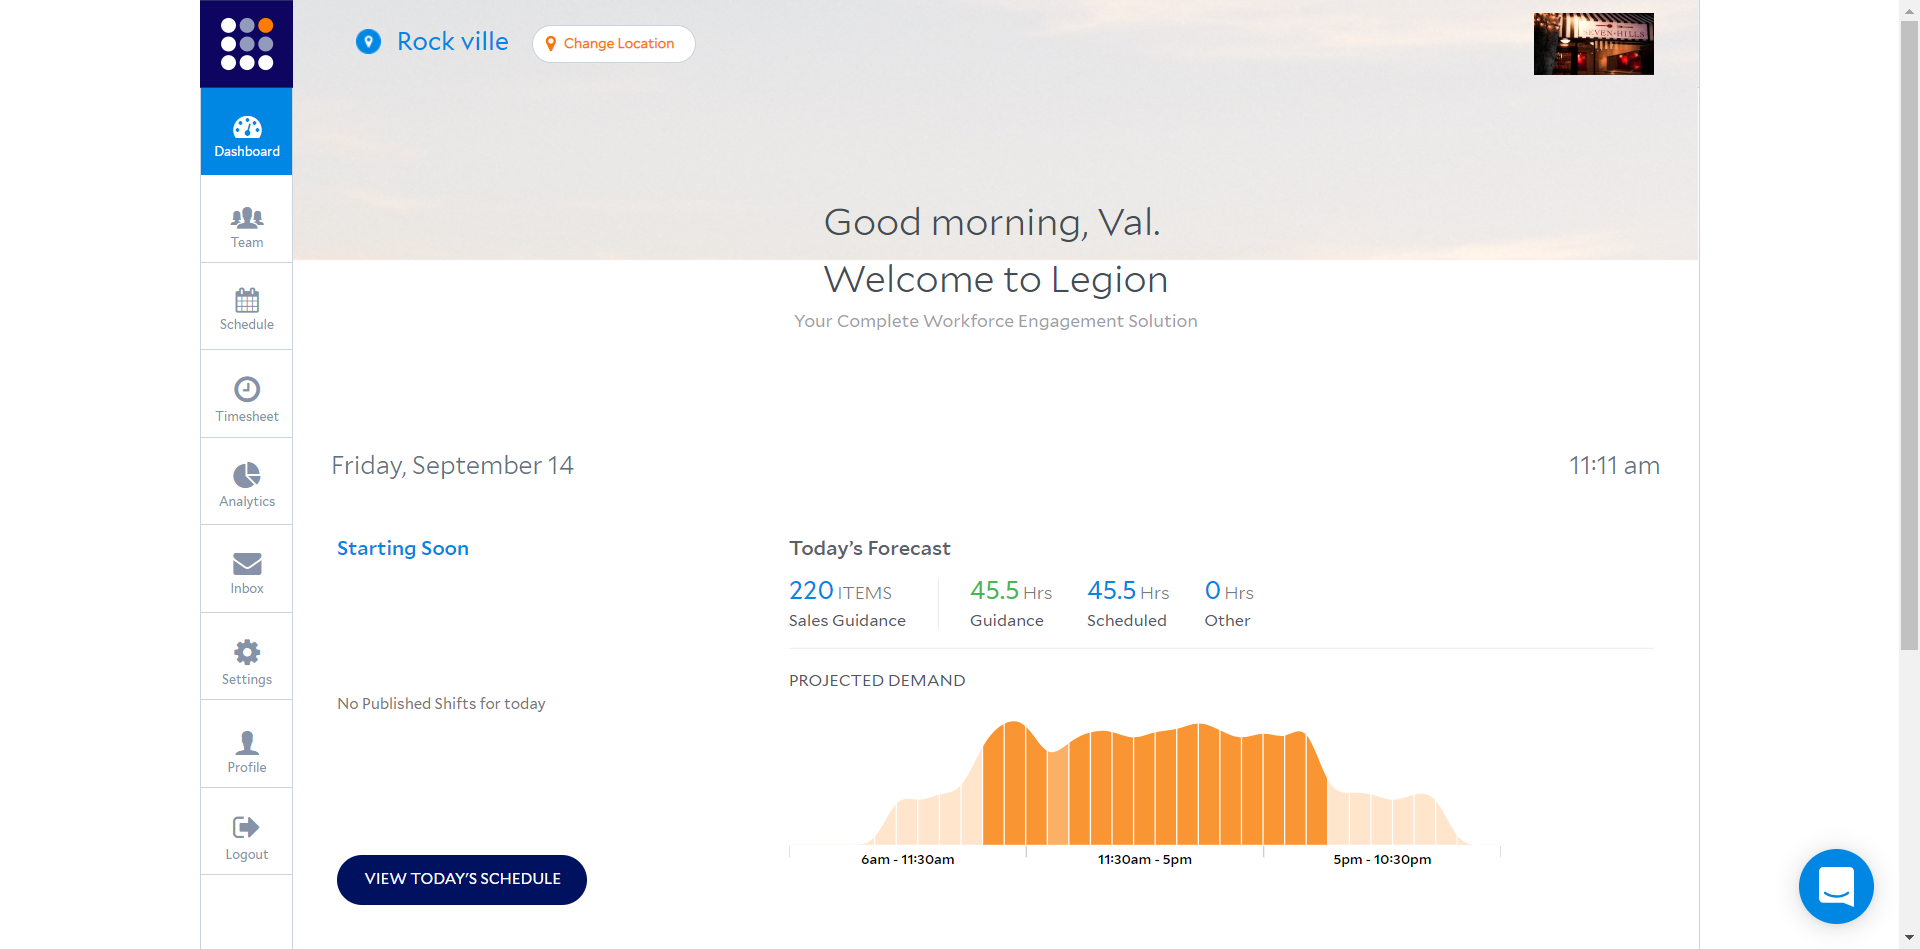 Rock ville
Change Location
SEVEN·HILLS
Dashboard
Team
Schedule
Timesheet
Analytics
Inbox
Settings
Profile
Logout
Good morning, Val.
Welcome to Legion
Your Complete Workforce Engagement Solution
Friday, September 14
11:11 am
Starting Soon
No Published Shifts for today
VIEW TODAY'S SCHEDULE
Today's Forecast
220 ITEMS
Sales Guidance
45.5 Hrs
Guidance
45.5 Hrs
Scheduled
0 Hrs
Other
PROJECTED DEMAND
6am - 11:30am
11:30am - 5pm
5pm - 10:30pm